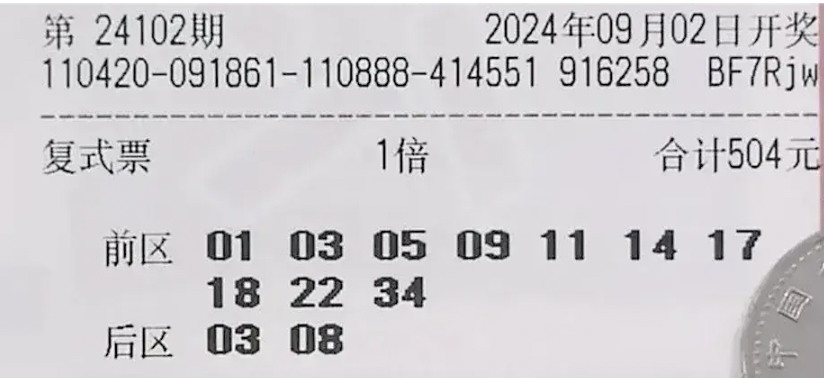 第 24102期 2024年09月02日开奖
110420-091861-110888-414551 916258 BF7Rjw
复式票 1倍 合计504元
前区 01 03 05 09 11 14 17
18 22 34
后区 03 08
中国